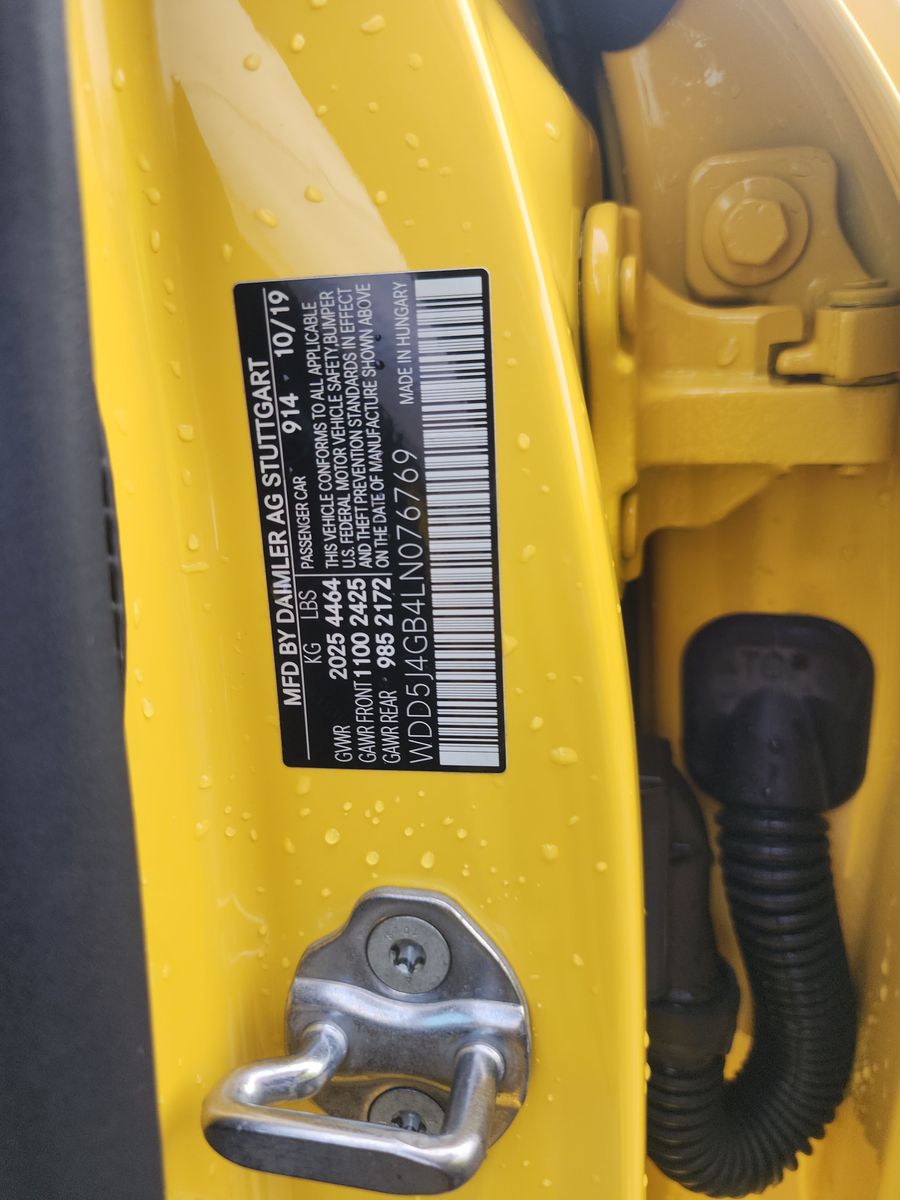 MFD BY DAIMLER AG STUTTGART
KG LBS PASSENGER CAR 914 10/19
GVWR 2025 4464 THIS VEHICLE CONFORMS TO ALL APPLICABLE
GAWR FRONT 1100 2425 U.S. FEDERAL MOTOR VEHICLE SAFETY,BUMPER
GAWR REAR 985 2172 AND THEFT PREVENTION STANDARDS IN EFFECT
ON THE DATE OF MANUFACTURE SHOWN ABOVE
WDD5J4GB4LN076769 MADE IN HUNGARY